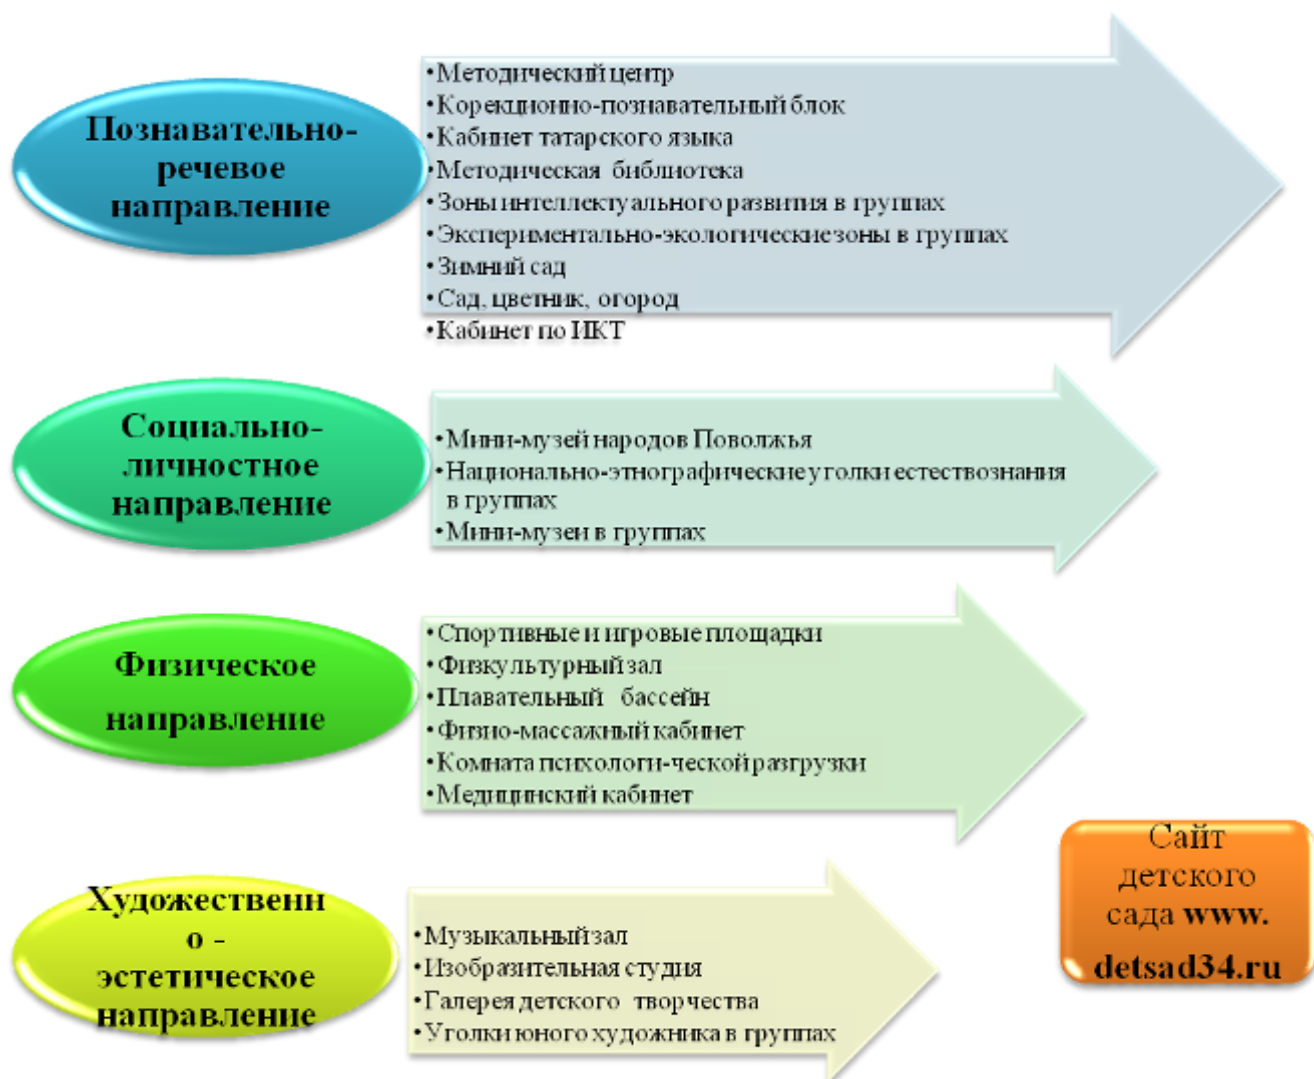 Познавательно-
речевое
направление
•Методический центр
•Корекционно-познавательный блок
•Кабинет татарского языка
•Методическая библиотека
•Зоны интеллектуального развития в группах
•Экспериментально-экологические зоны в группах
•Зимний сад
•Сад, цветник, огород
•Кабинет по ИКТ
Социально-
личностное
направление
•Мини-музей народов Поволжья
•Национально-этнографические уголки естествознания
в группах
•Мини-музеи в группах
Физическое
направление
•Спортивные и игровые площадки
•Физкультурный зал
•Плавательный бассейн
•Физио-массажный кабинет
•Комната психологи-ческой разгрузки
•Медицинский кабинет
Художественн
о -
эстетическое
направление
•Музыкальный зал
•Изобразительная студия
•Галерея детского творчества
•Уголки юного художника в группах
Сайт
детского
сада www.
detsad34.ru